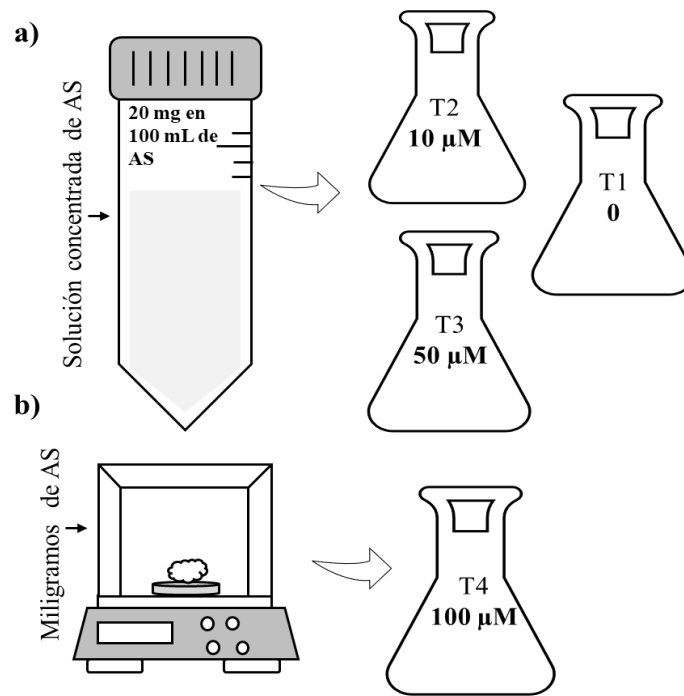 a)
Solución concentrada de AS
20 mg en
100 mL de
AS
T2
10 µM
T1
0
T3
50 µM
b)
Miligramos de AS
T4
100 µM